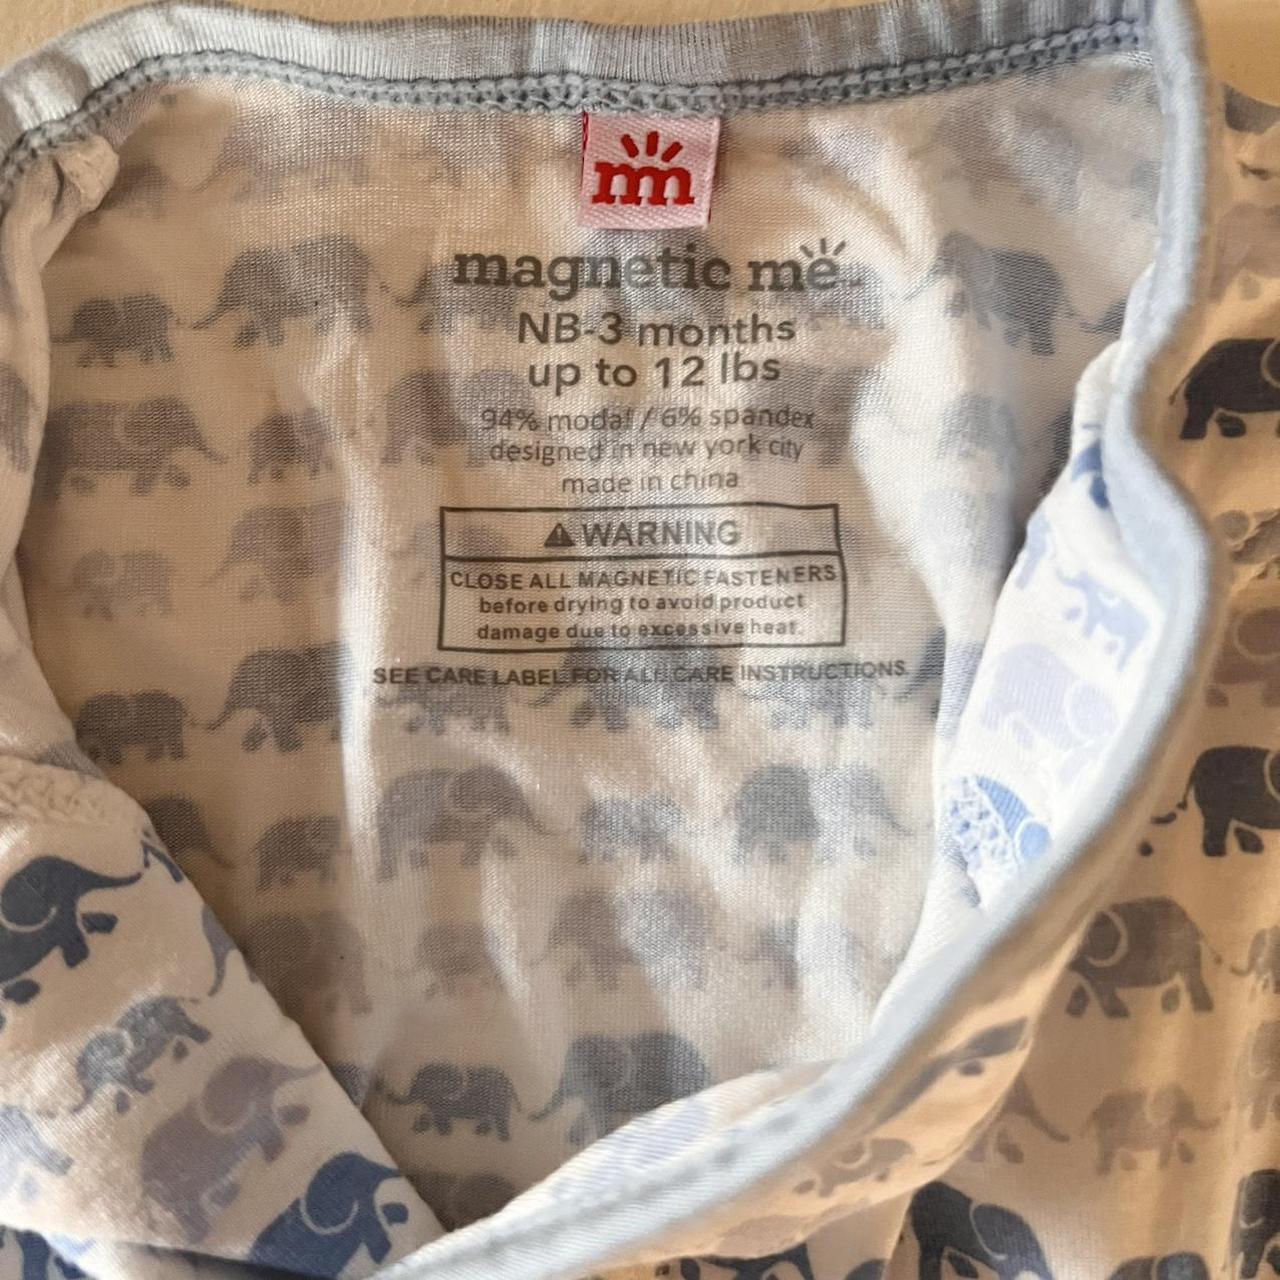 mm
magnetic me
NB-3 months
up to 12 lbs
94% modal / 6% spandex
designed in new york city
made in china
WARNING
CLOSE ALL MAGNETIC FASTENERS
before drying to avoid product
damage due to excessive heat.
SEE CARE LABEL FOR ALL CARE INSTRUCTIONS